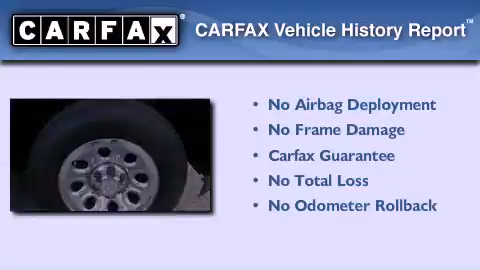 CARFAX® CARFAX Vehicle History Report™
• No Airbag Deployment
• No Frame Damage
• Carfax Guarantee
• No Total Loss
• No Odometer Rollback